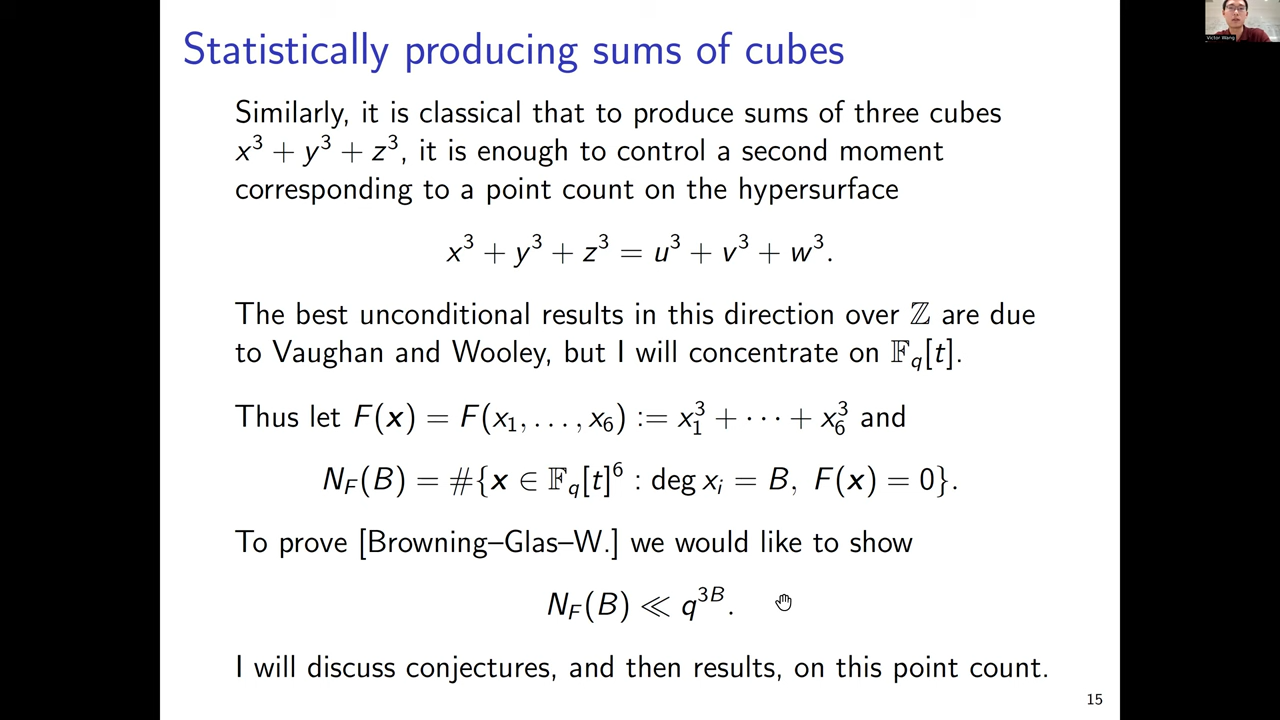 Statistically producing sums of cubes
Similarly, it is classical that to produce sums of three cubes
x³ + y³ + z³, it is enough to control a second moment
corresponding to a point count on the hypersurface
x³ + y³ + z³ = u³ + v³ + w³.
The best unconditional results in this direction over ℤ are due
to Vaughan and Wooley, but I will concentrate on 𝔽_q[t].
Thus let F(𝒙) = F(x₁, . . . , x₆) := x₁³ + · · · + x₆³ and
N_F(B) = #{𝒙 ∈ 𝔽_q[t]⁶ : deg x_i = B, F(𝒙) = 0}.
To prove [Browning–Glas–W.] we would like to show
N_F(B) ≪ q^{3B}.
I will discuss conjectures, and then results, on this point count.
15
Victor Wang